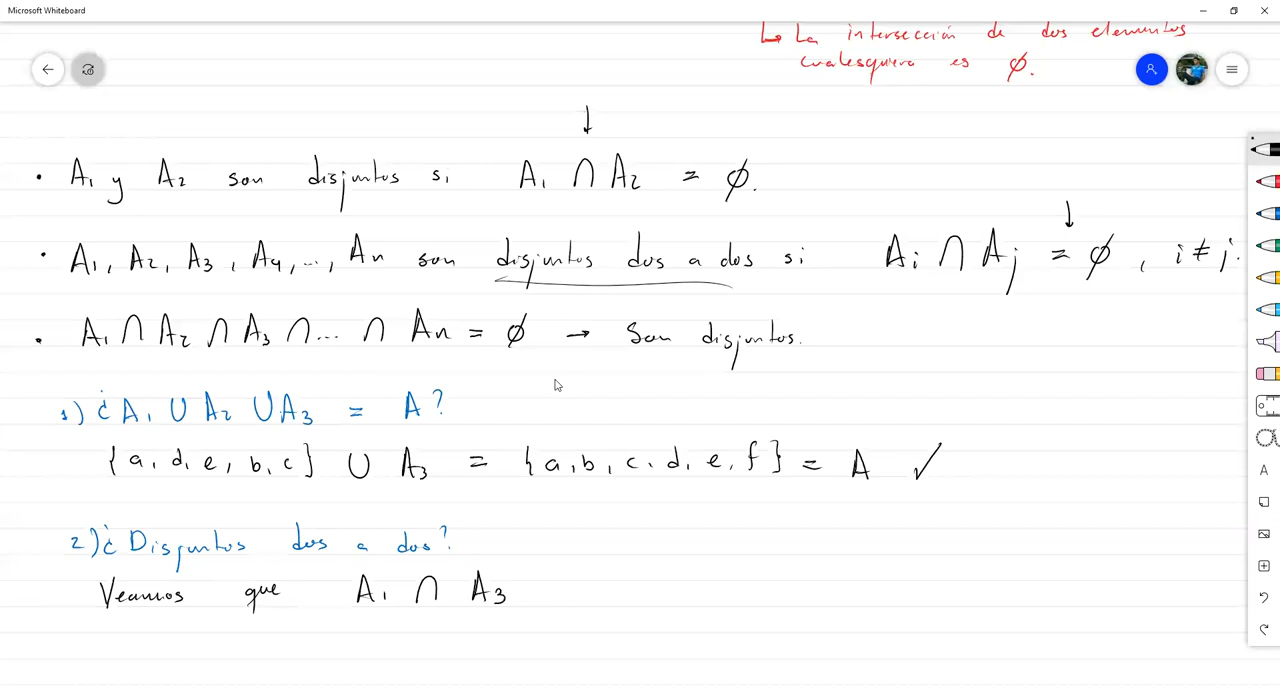 Microsoft Whiteboard
↳ La intersección de dos elementos
cualesquiera es ∅.
• A₁ y A₂ son disjuntos si A₁ ∩ A₂ = ∅.
• A₁, A₂, A₃, A₄, ..., An son disjuntos dos a dos si Ai ∩ Aj = ∅, i ≠ j.
• A₁ ∩ A₂ ∩ A₃ ∩ ... ∩ An = ∅ → Son disjuntos.
1) ¿A₁ ∪ A₂ ∪ A₃ = A?
{a, d, e, b, c} ∪ A₃ = {a, b, c, d, e, f} = A ✓
2) ¿Disjuntos dos a dos?
Veamos que A₁ ∩ A₃